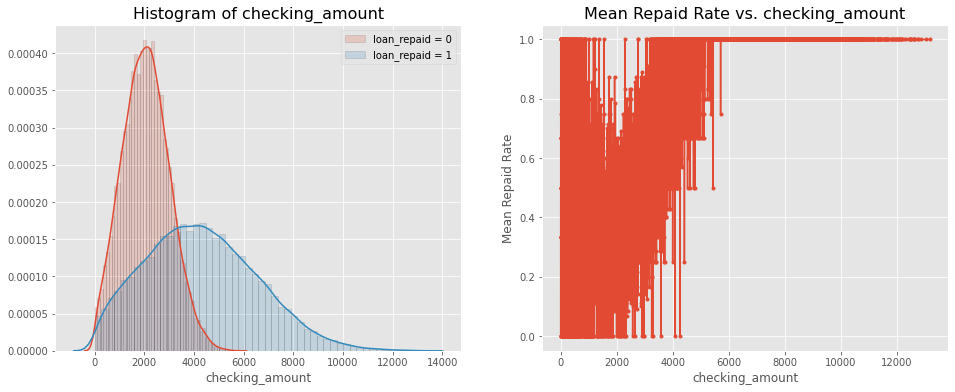 Histogram of checking_amount
loan_repaid = 0
loan_repaid = 1
0.00040
0.00035
0.00030
0.00025
0.00020
0.00015
0.00010
0.00005
0.00000
0 2000 4000 6000 8000 10000 12000 14000
checking_amount
Mean Repaid Rate vs. checking_amount
Mean Repaid Rate
1.0
0.8
0.6
0.4
0.2
0.0
0 2000 4000 6000 8000 10000 12000
checking_amount